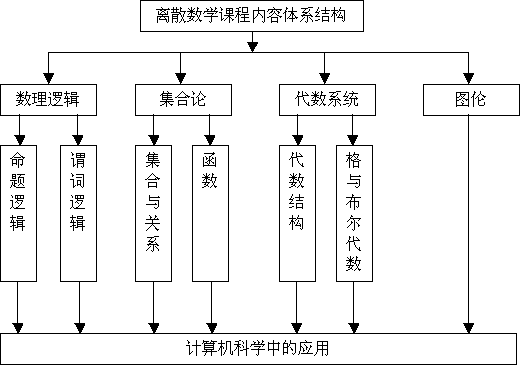 离散数学课程内容体系结构
数理逻辑
集合论
代数系统
图伦
命题逻辑
谓词逻辑
集合与关系
函数
代数结构
格与布尔代数
计算机科学中的应用